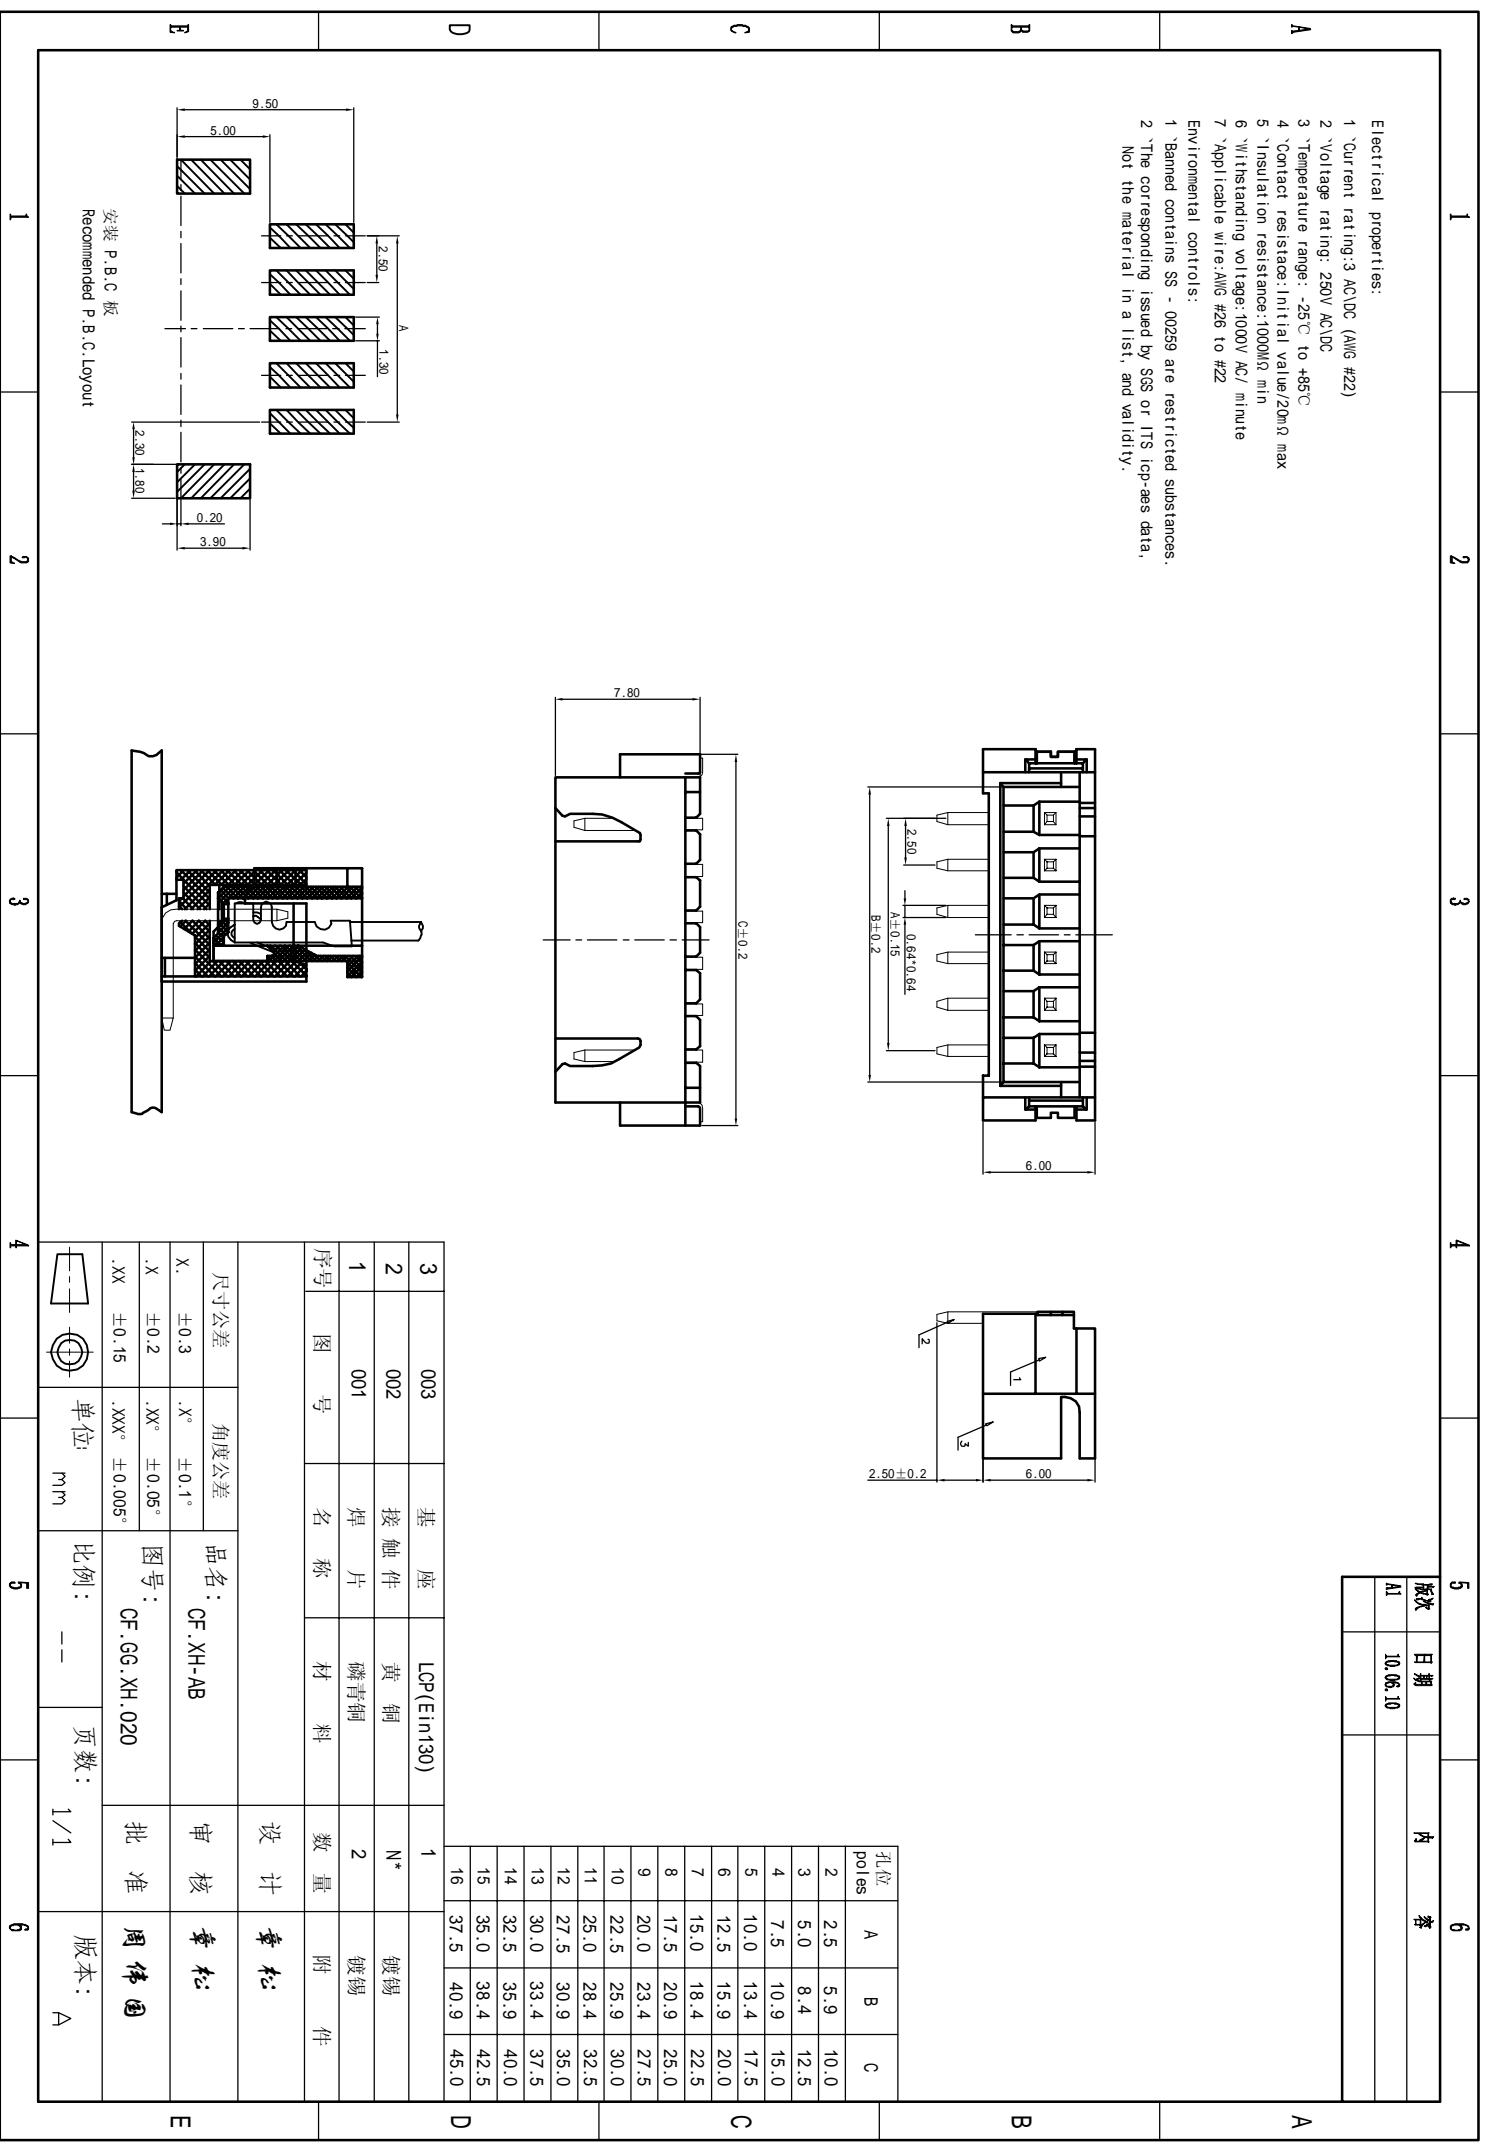 1 2 3 4 5 6
A
B
C
D
E
Electrical properties:
1 `Current rating:3 AC\DC (AWG #22)
2 `Voltage rating: 250V AC\DC
3 `Temperature range: -25℃ to +85℃
4 `Contact resistace:Initial value/20mΩ max
5 `Insulation resistance:1000MΩ min
6 `Withstanding voltage:1000V AC/ minute
7 `Applicable wire:AWG #26 to #22
Environmental controls:
1 `Banned contains SS - 00259 are restricted substances.
2 `The corresponding issued by SGS or ITS icp-aes data,
Not the material in a list, and validity.
版次 日期 内 容
A1 10.06.10
6.00
2.50
0.64*0.64
A±0.15
B±0.2
1
2
3
6.00
2.50±0.2
C±0.2
7.80
A
2.50
1.30
9.50
5.00
2.30
1.80
0.20
3.90
安装 P.B.C 板
Recommended P.B.C.Loyout
孔位 poles A B C
2 2.5 5.9 10.0
3 5.0 8.4 12.5
4 7.5 10.9 15.0
5 10.0 13.4 17.5
6 12.5 15.9 20.0
7 15.0 18.4 22.5
8 17.5 20.9 25.0
9 20.0 23.4 27.5
10 22.5 25.9 30.0
11 25.0 28.4 32.5
12 27.5 30.9 35.0
13 30.0 33.4 37.5
14 32.5 35.9 40.0
15 35.0 38.4 42.5
16 37.5 40.9 45.0
3 003 基 座 LCP(Ein130) 1
2 002 接触件 黄 铜 N* 镀锡
1 001 焊 片 磷青铜 2 镀锡
序号 图 号 名 称 材 料 数 量 附 件
设 计 章松
尺寸公差 角度公差
X. ±0.3 .X° ±0.1°
.X ±0.2 .XX° ±0.05°
.XX ±0.15 .XXX° ±0.005°
品名: CF.XH-AB
审 核 章松
图号: CF.GG.XH.020
批 准 周伟国
单位: mm 比例: -- 页数: 1/1 版本: A
A
B
C
D
E
1 2 3 4 5 6